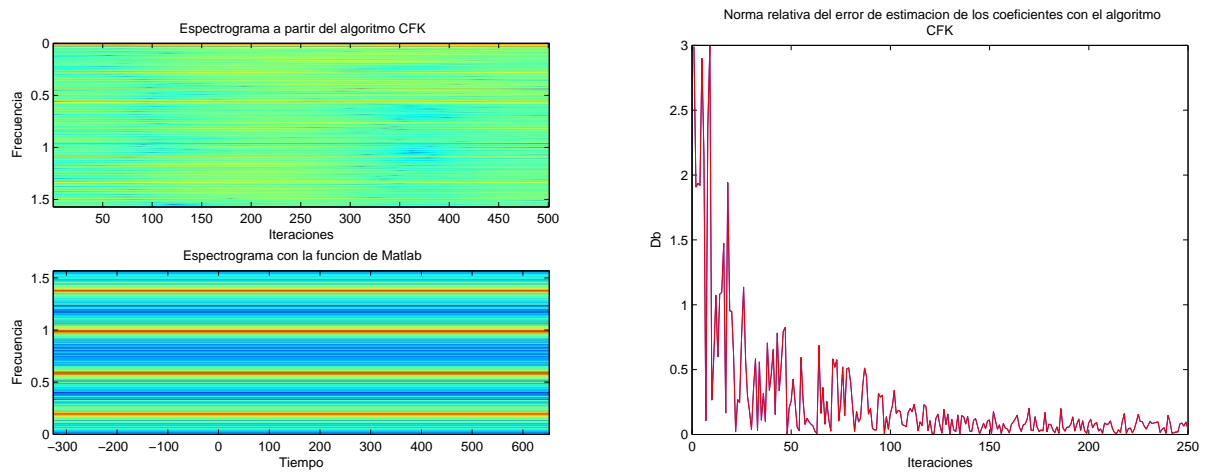 Espectrograma a partir del algoritmo CFK
0
0.5
1
1.5
Frecuencia
50 100 150 200 250 300 350 400 450 500
Iteraciones
Espectrograma con la funcion de Matlab
1.5
1
0.5
0
Frecuencia
−300 −200 −100 0 100 200 300 400 500 600
Tiempo
Norma relativa del error de estimacion de los coeficientes con el algoritmo
CFK
3
2.5
2
1.5
1
0.5
0
Db
0 50 100 150 200 250
Iteraciones